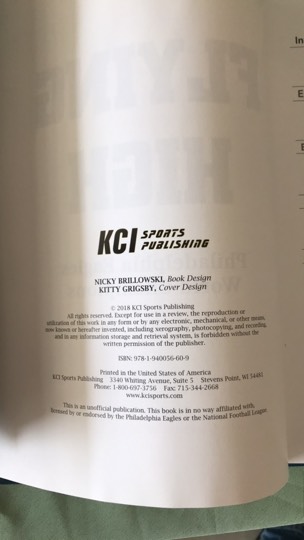 KCI SPORTS
PUBLISHING
NICKY BRILLOWSKI, Book Design
KITTY GRIGSBY, Cover Design
© 2018 KCI Sports Publishing
All rights reserved. Except for use in a review, the reproduction or
utilization of this work in any form or by any electronic, mechanical, or other means,
now known or hereafter invented, including xerography, photocopying, and recording,
and in any information storage and retrieval system, is forbidden without the
written permission of the publisher.
ISBN: 978-1-940056-60-9
Printed in the United States of America
KCI Sports Publishing 3340 Whiting Avenue, Suite 5 Stevens Point, WI 54481
Phone: 1-800-697-3756 Fax: 715-344-2668
www.kcisports.com
This is an unofficial publication. This book is in no way affiliated with,
licensed by or endorsed by the Philadelphia Eagles or the National Football League